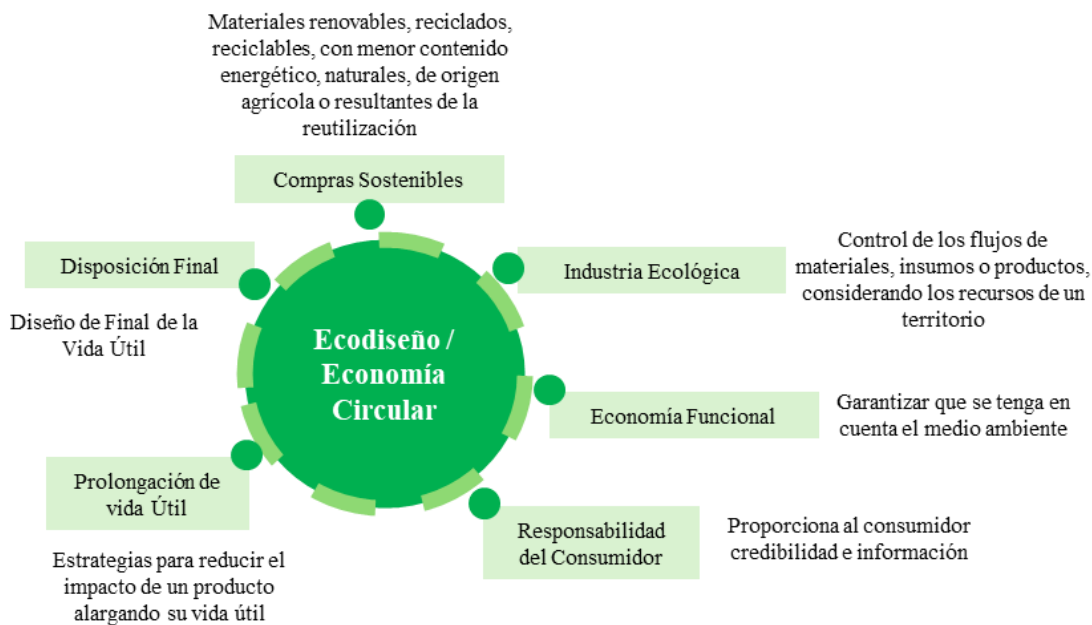 Materiales renovables, reciclados,
reciclables, con menor contenido
energético, naturales, de origen
agrícola o resultantes de la
reutilización
Compras Sostenibles
Disposición Final
Diseño de Final de la
Vida Útil
Industria Ecológica
Control de los flujos de
materiales, insumos o productos,
considerando los recursos de un
territorio
Ecodiseño /
Economía
Circular
Economía Funcional
Garantizar que se tenga en
cuenta el medio ambiente
Prolongación de
vida Útil
Estrategias para reducir el
impacto de un producto
alargando su vida útil
Responsabilidad
del Consumidor
Proporciona al consumidor
credibilidad e información